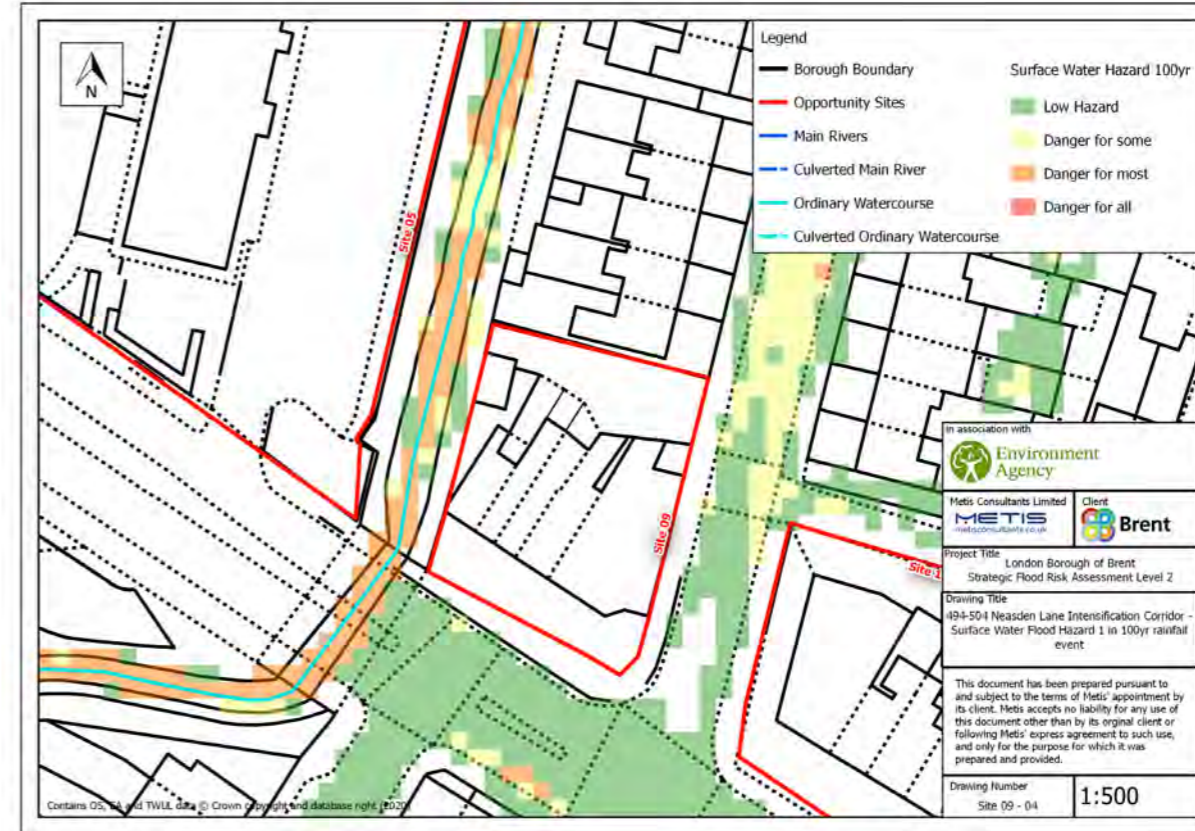 N
Legend
Borough Boundary
Opportunity Sites
Main Rivers
Culverted Main River
Ordinary Watercourse
Culverted Ordinary Watercourse
Surface Water Hazard 100yr
Low Hazard
Danger for some
Danger for most
Danger for all
Site 05
Site 09
Site 1
In association with
Environment
Agency
Metis Consultants Limited
METIS
metisconsultants.co.uk
Client
Brent
Project Title
London Borough of Brent
Strategic Flood Risk Assessment Level 2
Drawing Title
494-504 Neasden Lane Intensification Corridor -
Surface Water Flood Hazard 1 in 100yr rainfall
event
This document has been prepared pursuant to
and subject to the terms of Metis' appointment by
its client. Metis accepts no liability for any use of
this document other than by its orginal client or
following Metis' express agreement to such use,
and only for the purpose for which it was
prepared and provided.
Drawing Number
Site 09 - 04
1:500
Contains OS, EA and TWUL data © Crown copyright and database right (2020)